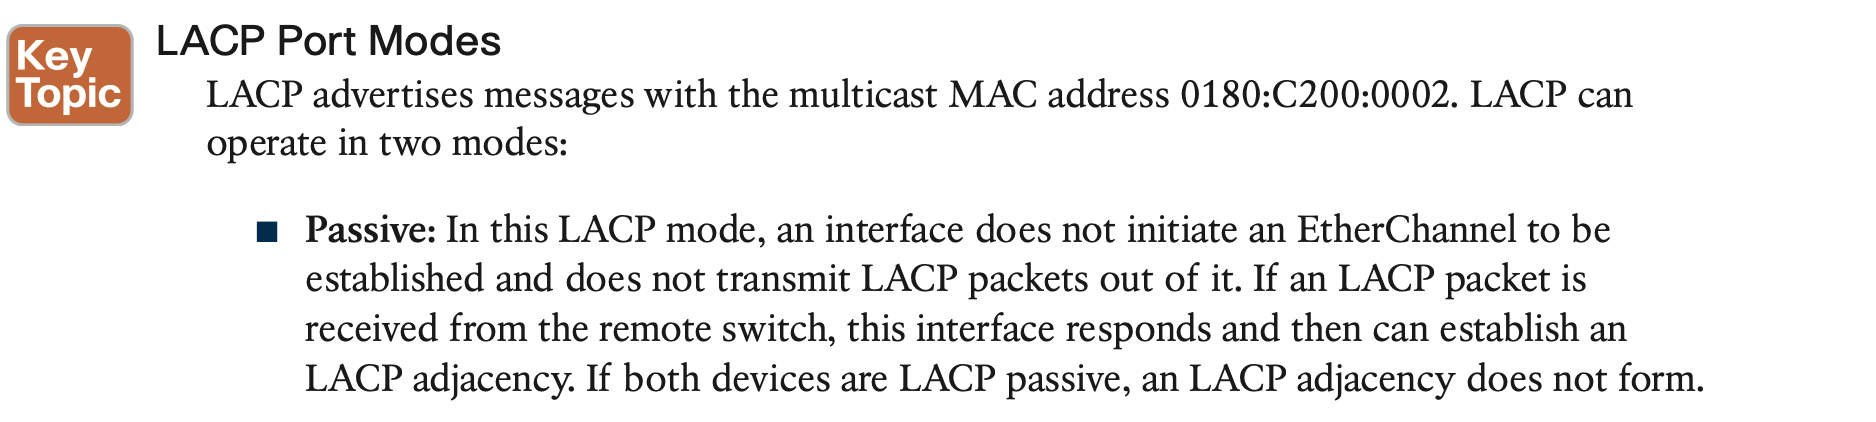 Key
Topic
LACP Port Modes
LACP advertises messages with the multicast MAC address 0180:C200:0002. LACP can
operate in two modes:
■ Passive: In this LACP mode, an interface does not initiate an EtherChannel to be
established and does not transmit LACP packets out of it. If an LACP packet is
received from the remote switch, this interface responds and then can establish an
LACP adjacency. If both devices are LACP passive, an LACP adjacency does not form.